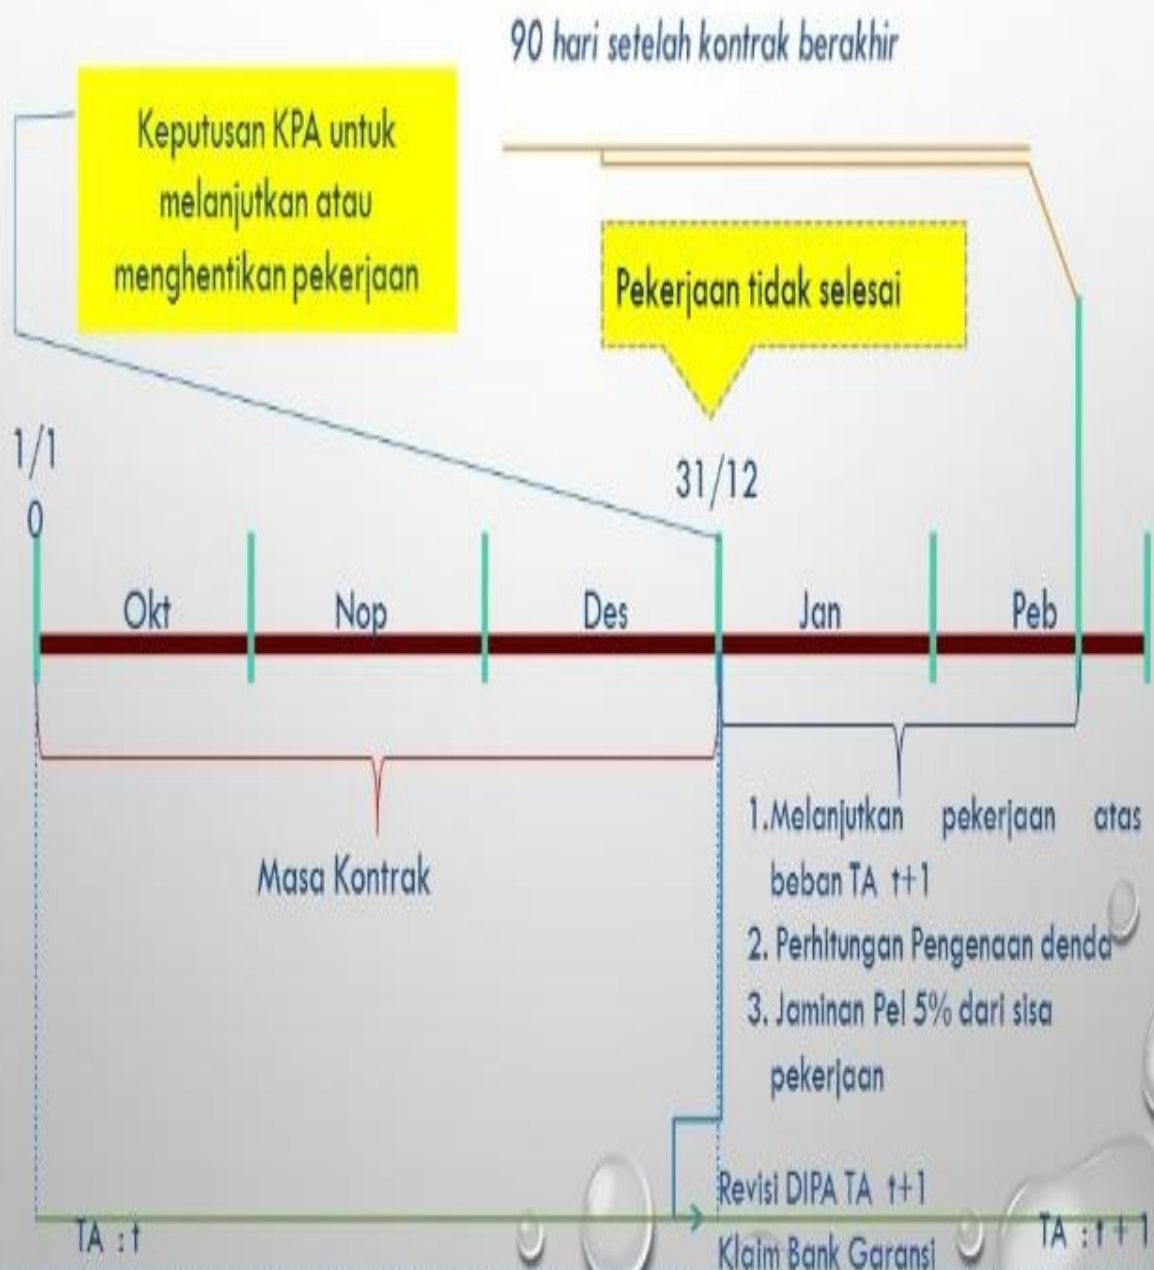 90 hari setelah kontrak berakhir
Keputusan KPA untuk
melanjutkan atau
menghentikan pekerjaan
Pekerjaan tidak selesai
1/1
0
31/12
Okt
Nop
Des
Jan
Peb
Masa Kontrak
1.Melanjutkan pekerjaan atas
beban TA t+1
2. Perhitungan Pengenaan denda
3. Jaminan Pel 5% dari sisa
pekerjaan
Revisi DIPA TA t+1
Klaim Bank Garansi
TA : t
TA : t + 1